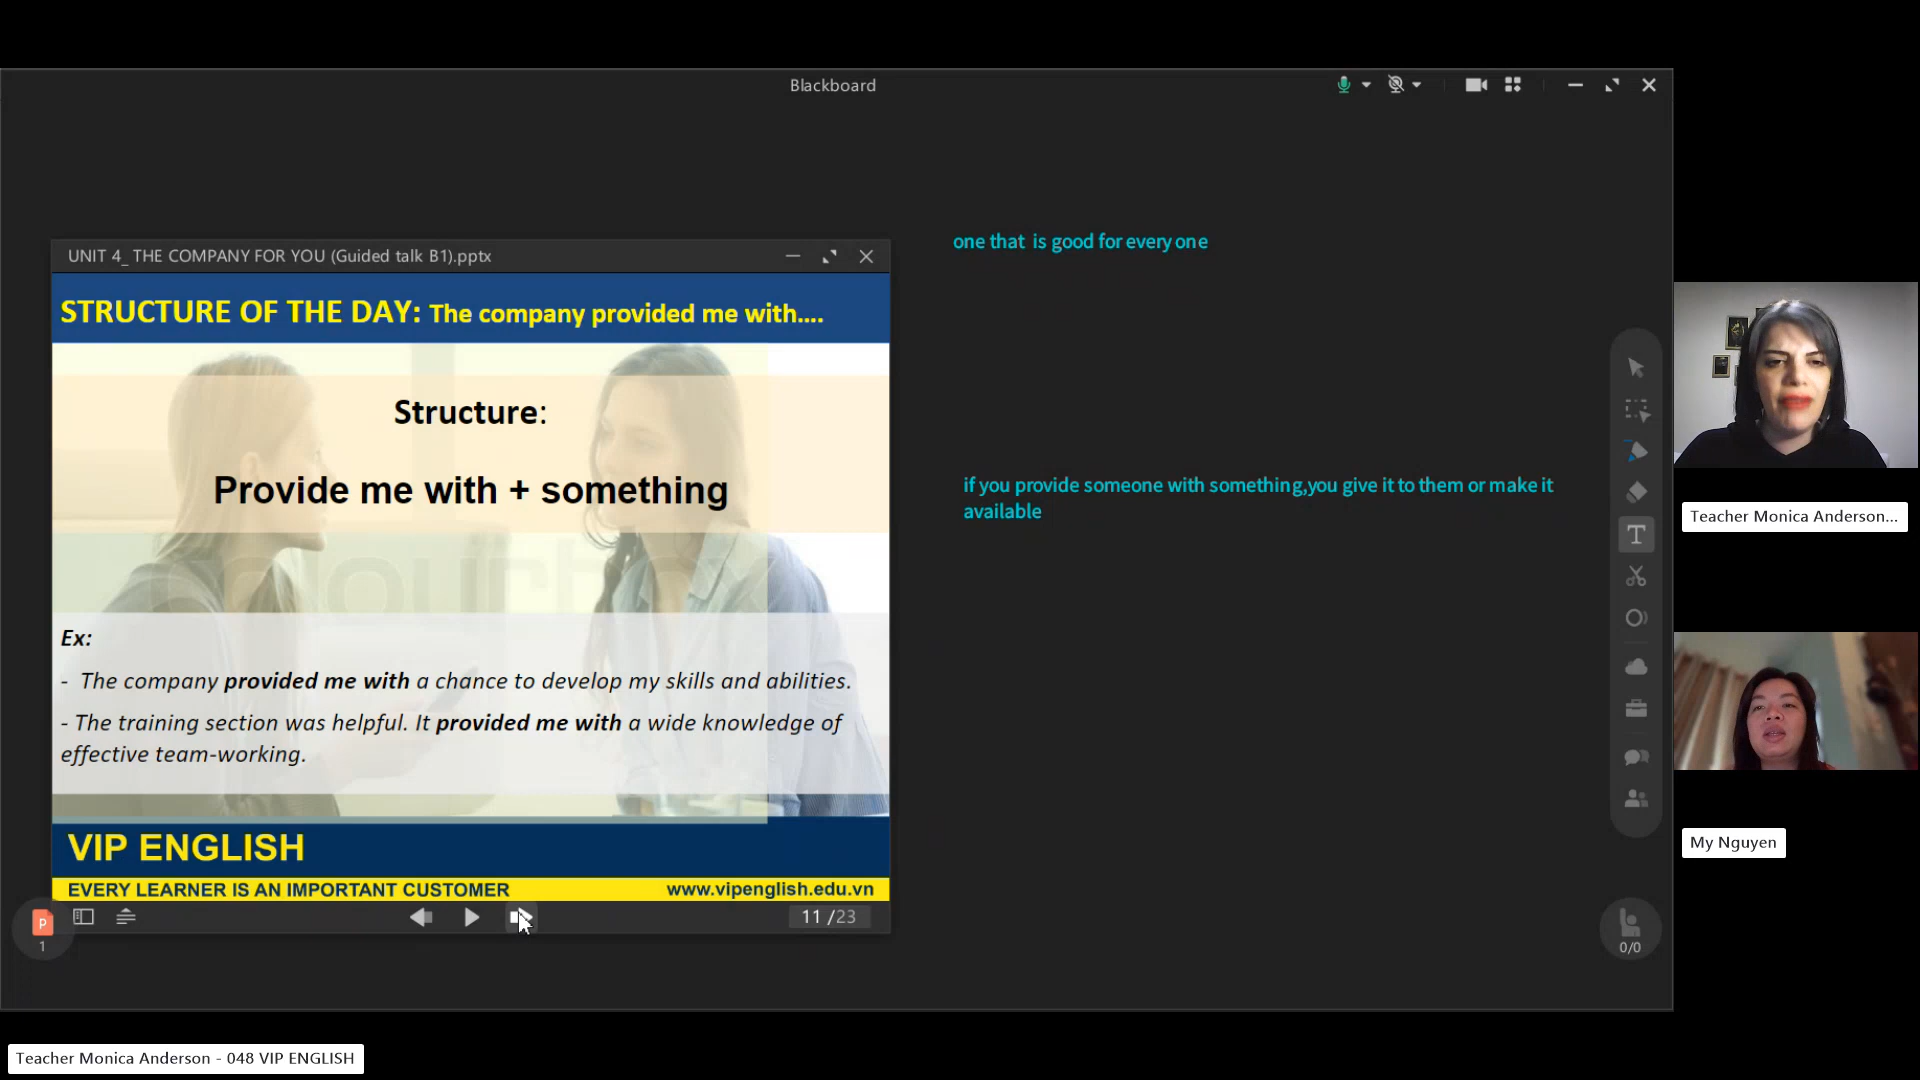 Blackboard
UNIT 4_ THE COMPANY FOR YOU (Guided talk B1).pptx
STRUCTURE OF THE DAY: The company provided me with....
Structure:
Provide me with + something
Ex:
- The company provided me with a chance to develop my skills and abilities.
- The training section was helpful. It provided me with a wide knowledge of
effective team-working.
VIP ENGLISH
EVERY LEARNER IS AN IMPORTANT CUSTOMER
www.vipenglish.edu.vn
P
1
11 /23
one that is good for every one
if you provide someone with something,you give it to them or make it
available
T
0/0
Teacher Monica Anderson...
My Nguyen
Teacher Monica Anderson - 048 VIP ENGLISH